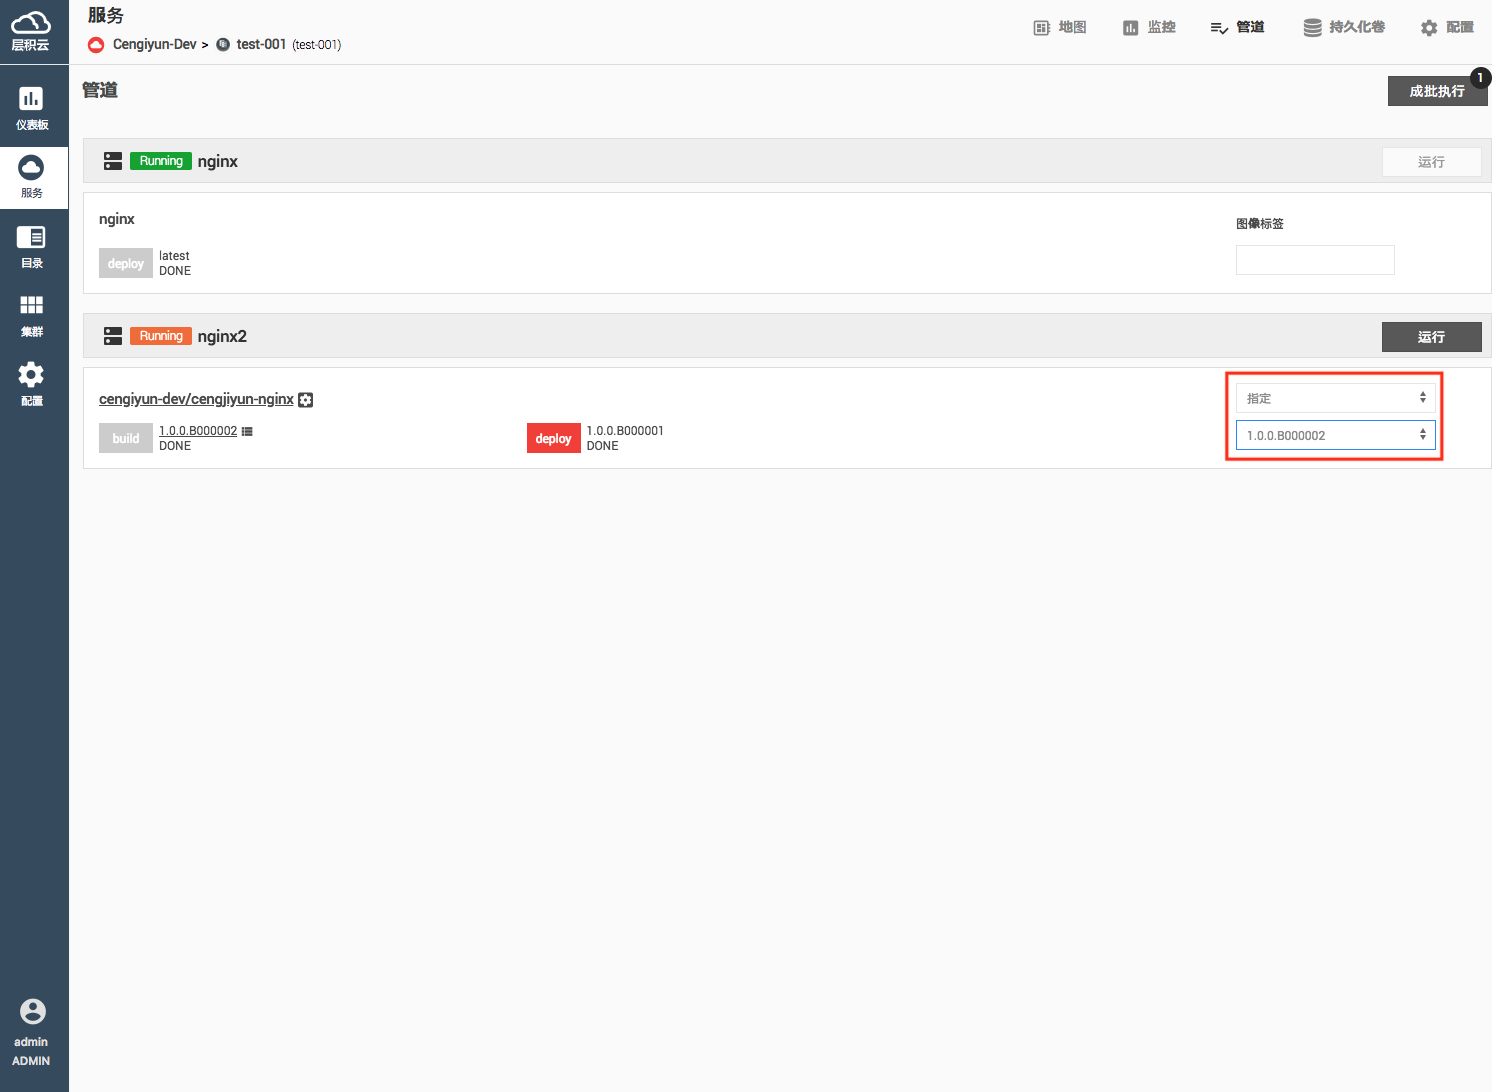 层积云
服务
Cengiyun-Dev > test-001 (test-001)
地图
监控
管道
持久化卷
配置
仪表板
服务
目录
集群
配置
admin
ADMIN
管道
成批执行
1
Running nginx
运行
nginx
图像标签
deploy
latest
DONE
Running nginx2
运行
cengiyun-dev/cengjiyun-nginx
指定
build
1.0.0.B000002
DONE
deploy
1.0.0.B000001
DONE
1.0.0.B000002